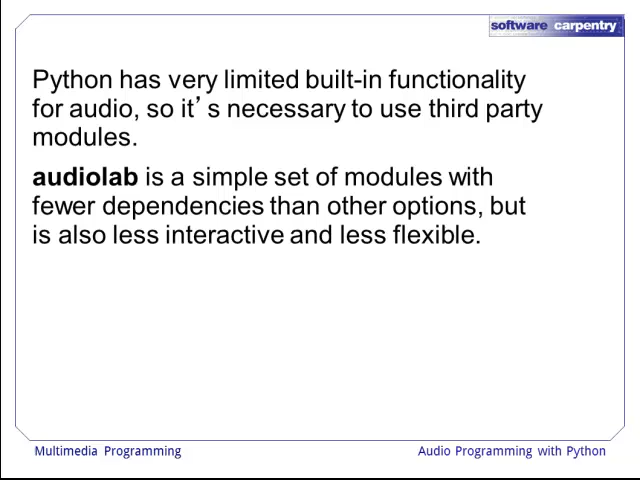 software carpentry
Python has very limited built-in functionality
for audio, so it’s necessary to use third party
modules.
audiolab is a simple set of modules with
fewer dependencies than other options, but
is also less interactive and less flexible.
Multimedia Programming
Audio Programming with Python